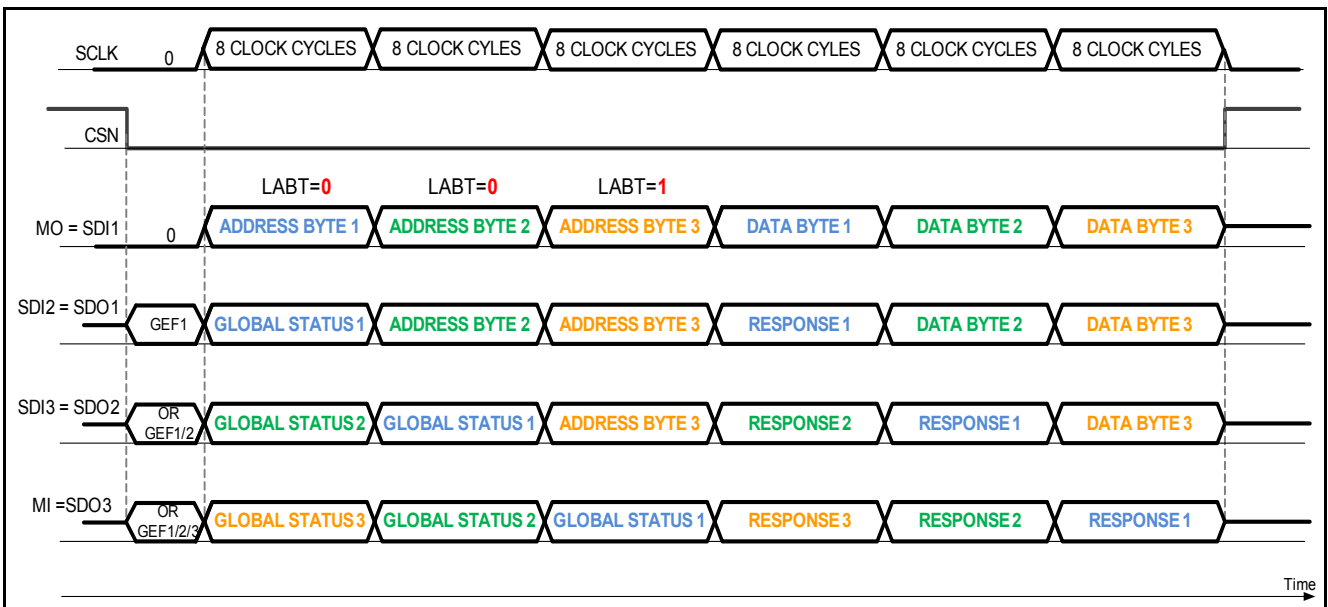 SCLK 0 8 CLOCK CYCLES 8 CLOCK CYLES 8 CLOCK CYCLES 8 CLOCK CYLES 8 CLOCK CYLES 8 CLOCK CYLES
CSN
LABT=0 LABT=0 LABT=1
MO = SDI1 0 ADDRESS BYTE 1 ADDRESS BYTE 2 ADDRESS BYTE 3 DATA BYTE 1 DATA BYTE 2 DATA BYTE 3
SDI2 = SDO1 GEF1 GLOBAL STATUS 1 ADDRESS BYTE 2 ADDRESS BYTE 3 RESPONSE 1 DATA BYTE 2 DATA BYTE 3
SDI3 = SDO2 OR GEF1/2 GLOBAL STATUS 2 GLOBAL STATUS 1 ADDRESS BYTE 3 RESPONSE 2 RESPONSE 1 DATA BYTE 3
MI =SDO3 OR GEF1/2/3 GLOBAL STATUS 3 GLOBAL STATUS 2 GLOBAL STATUS 1 RESPONSE 3 RESPONSE 2 RESPONSE 1
Time